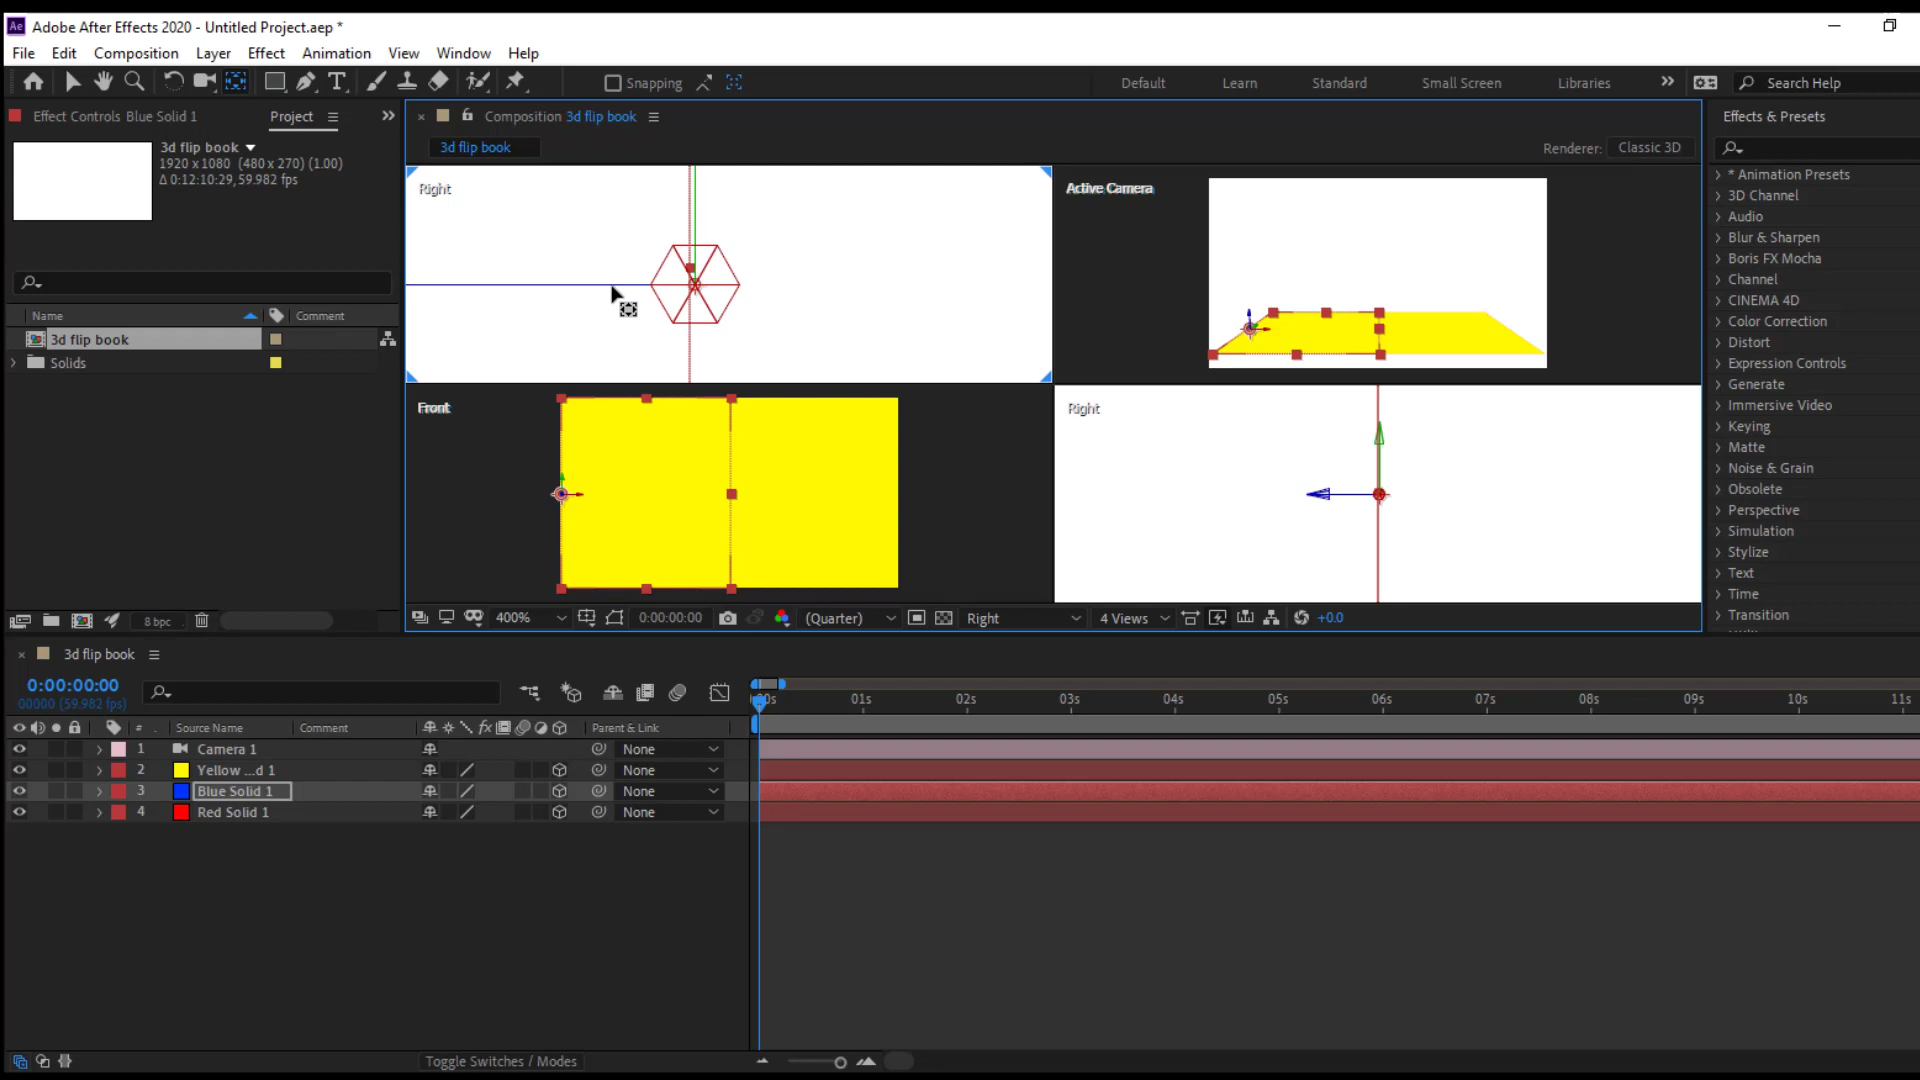 Ae Adobe After Effects 2020 - Untitled Project.aep *
File Edit Composition Layer Effect Animation View Window Help
Snapping
Default Learn Standard Small Screen Libraries Search Help
Effect Controls Blue Solid 1
Project
3d flip book
1920 x 1080 (480 x 270) (1.00)
Δ 0:12:10:29, 59.982 fps
Name Comment
3d flip book
Solids
8 bpc
Composition 3d flip book
3d flip book
Renderer: Classic 3D
Right
Active Camera
Front
Right
400% 0:00:00:00 (Quarter) Right 4 Views +0.0
Effects & Presets
* Animation Presets
3D Channel
Audio
Blur & Sharpen
Boris FX Mocha
Channel
CINEMA 4D
Color Correction
Distort
Expression Controls
Generate
Immersive Video
Keying
Matte
Noise & Grain
Obsolete
Perspective
Simulation
Stylize
Text
Time
Transition
3d flip book
0:00:00:00
00000 (59.982 fps)
01s 02s 03s 04s 05s 06s 07s 08s 09s 10s 11s
# . Source Name Comment fx Parent & Link
1 Camera 1 None
2 Yellow ...d 1 None
3 Blue Solid 1 None
4 Red Solid 1 None
Toggle Switches / Modes